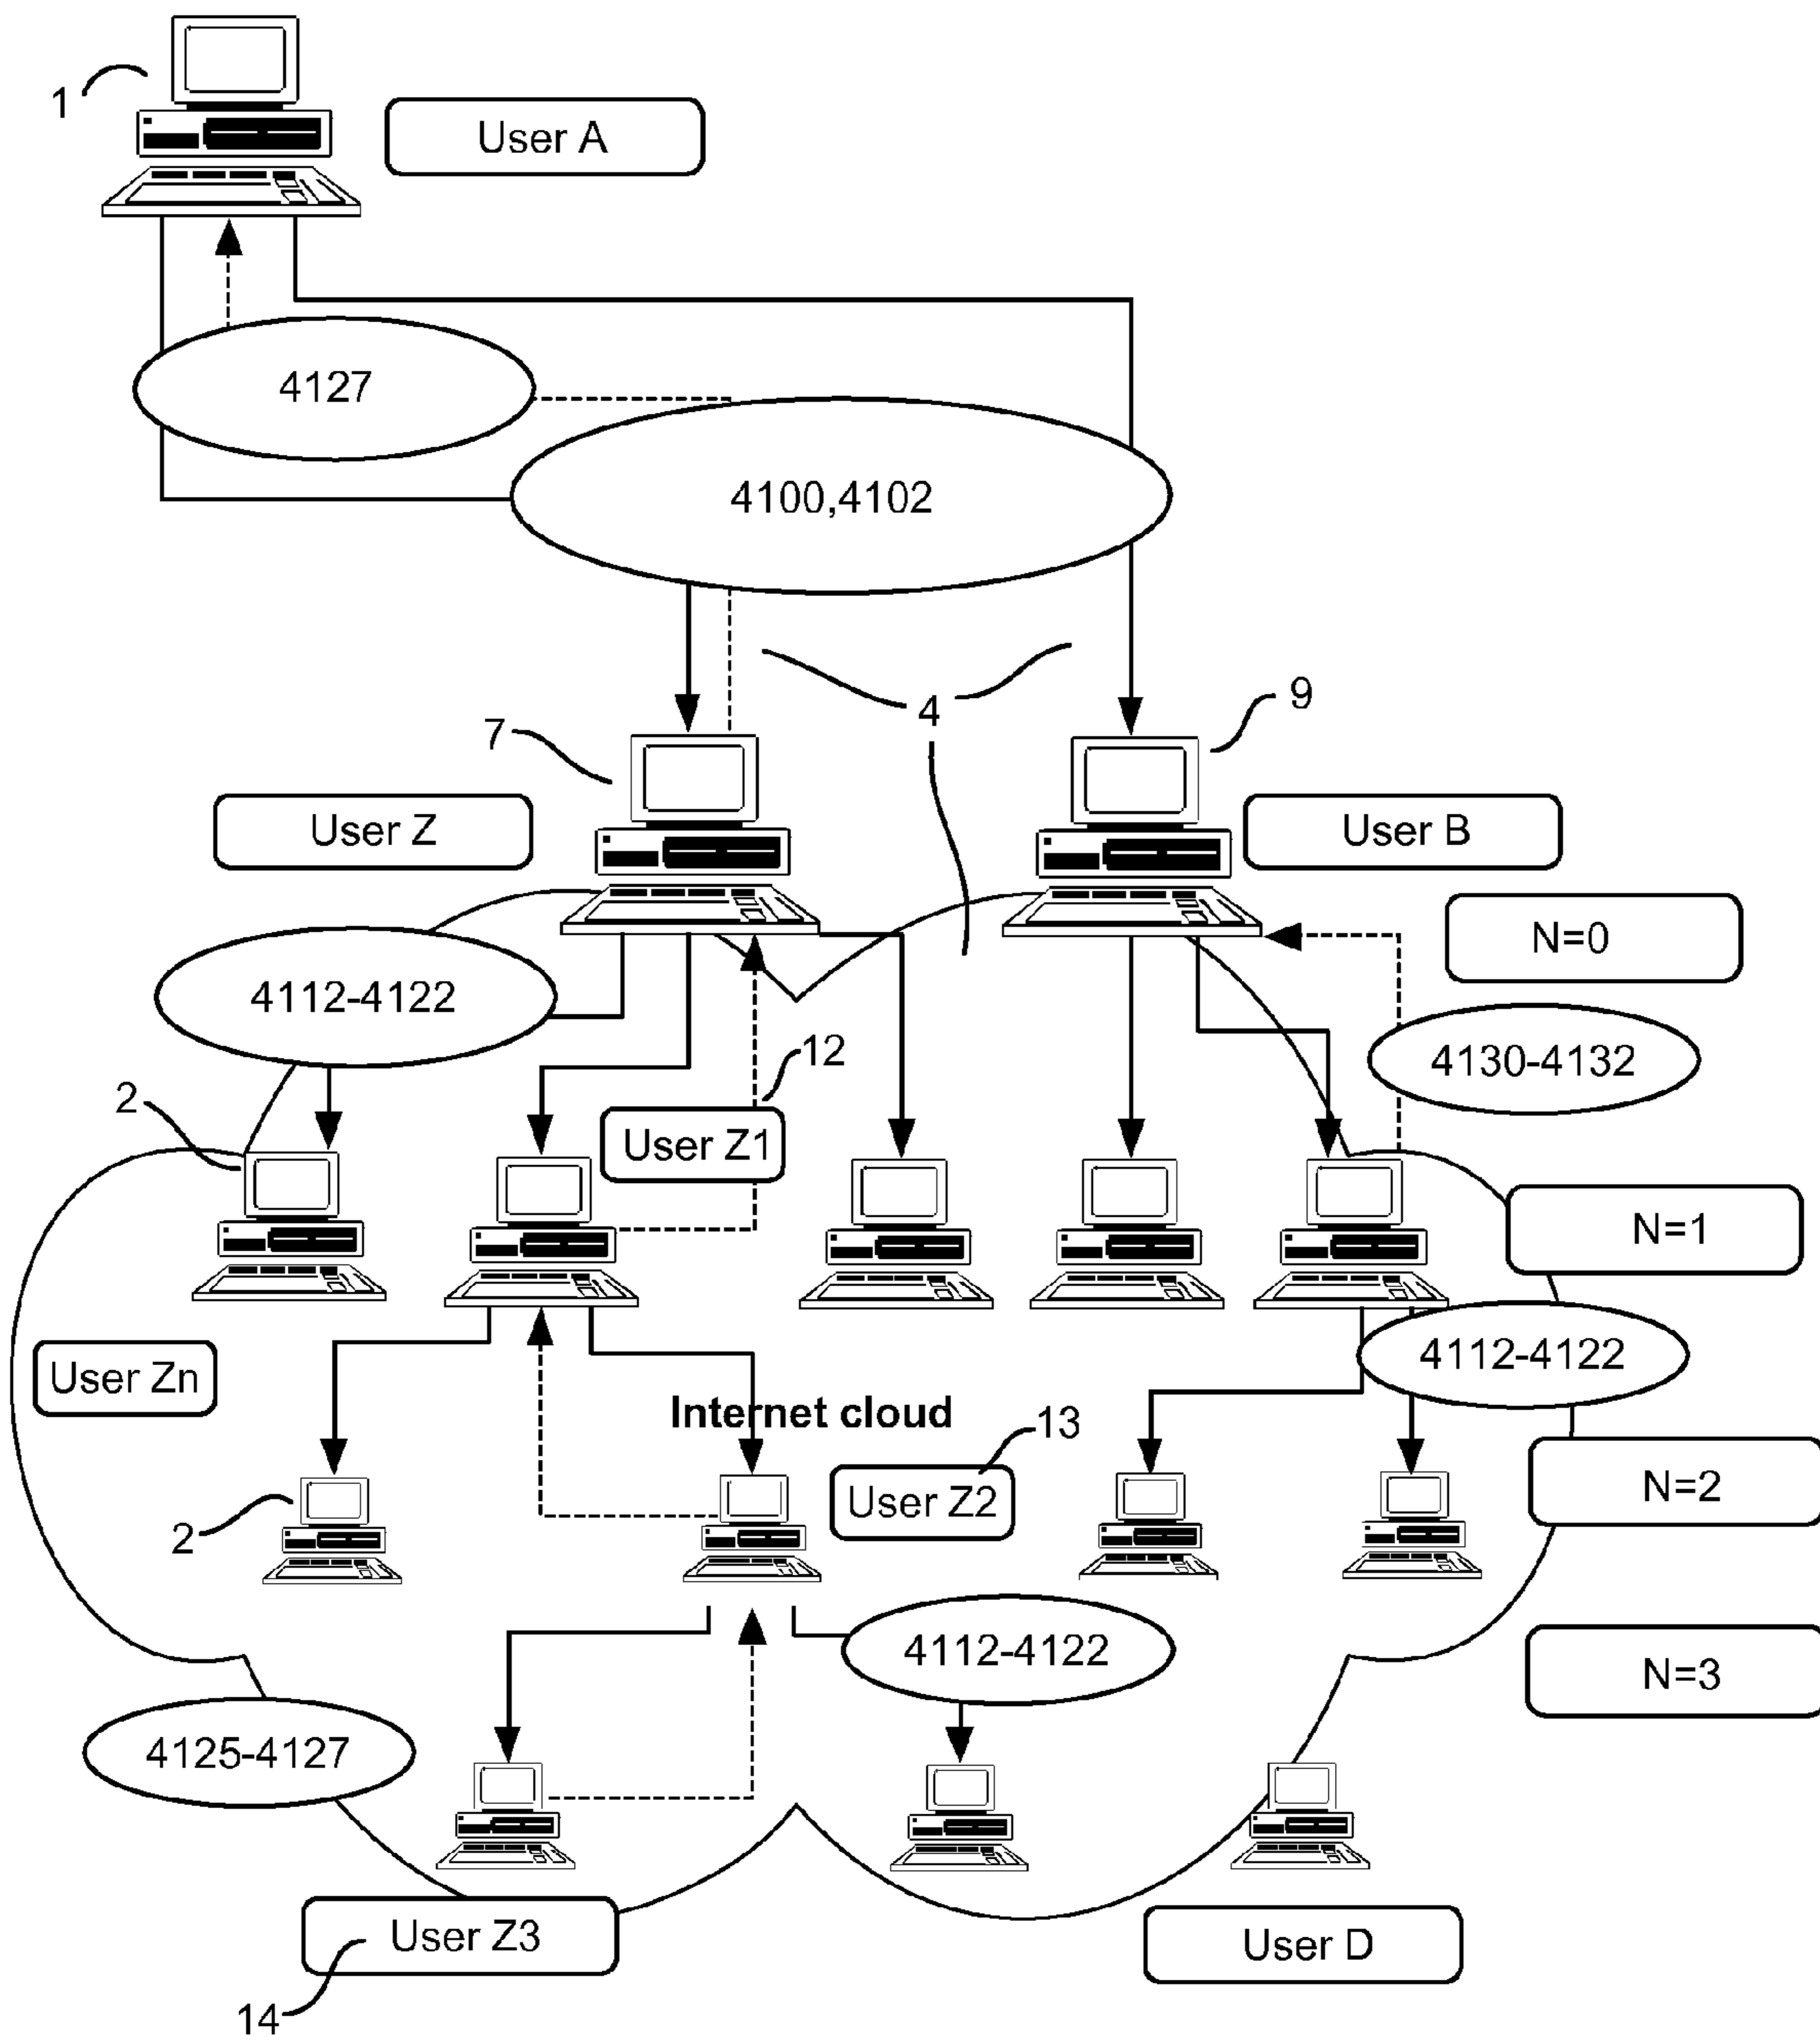 1
User A
4127
4100,4102
4
7
9
User Z
User B
N=0
4112-4122
12
4130-4132
2
User Z1
N=1
User Zn
4112-4122
Internet cloud
13
User Z2
N=2
2
4112-4122
N=3
4125-4127
User Z3
User D
14